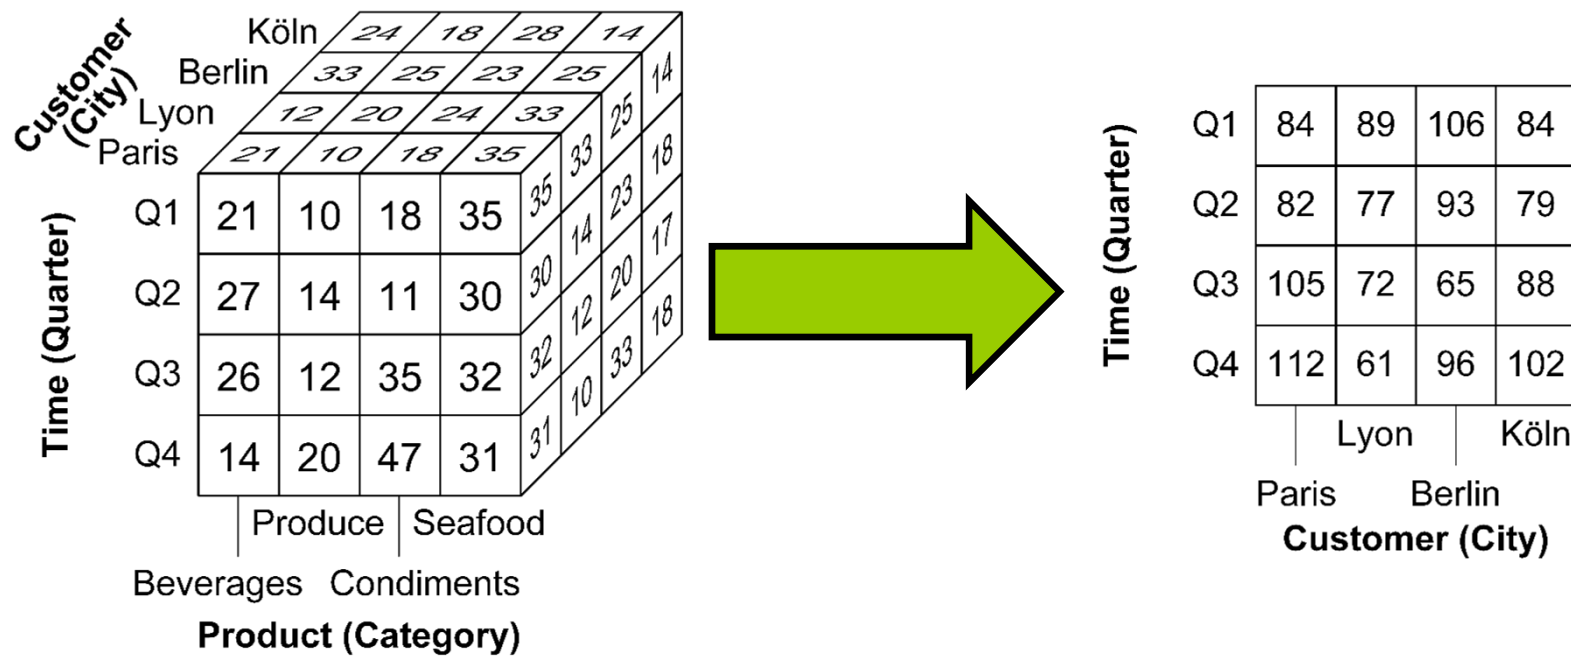 Customer
(City)
Köln 24 18 28 14
Berlin 33 25 23 25
Lyon 12 20 24 33
Paris 21 10 18 35
Time (Quarter)
Q1 21 10 18 35
Q2 27 14 11 30
Q3 26 12 35 32
Q4 14 20 47 31
35 33 25 14
30 14 23 18
32 12 20 17
31 10 33 18
Produce Seafood
Beverages Condiments
Product (Category)
Time (Quarter)
Q1 84 89 106 84
Q2 82 77 93 79
Q3 105 72 65 88
Q4 112 61 96 102
Lyon Köln
Paris Berlin
Customer (City)